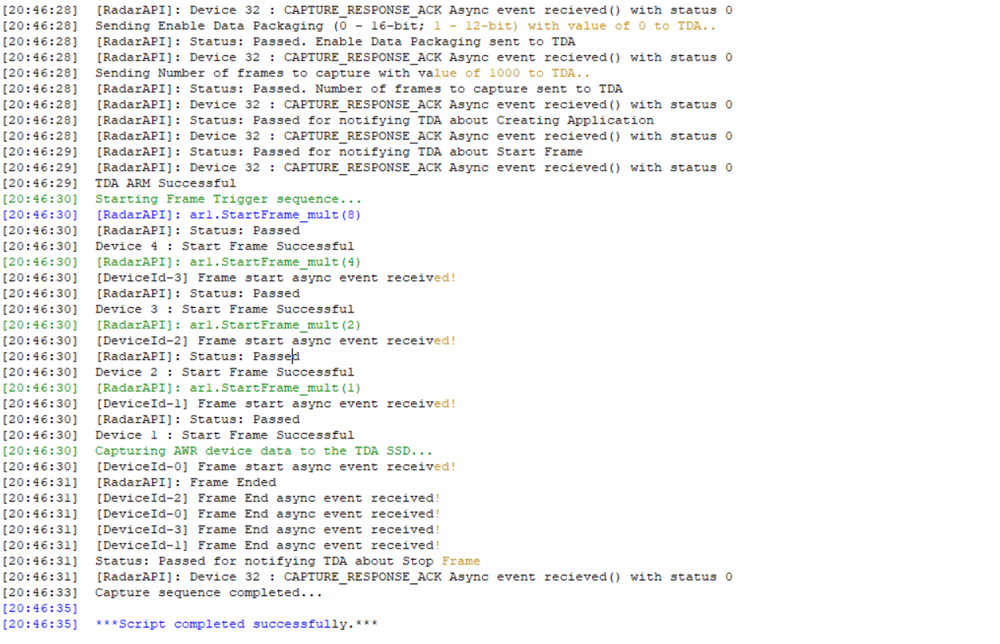 [20:46:28] [RadarAPI]: Device 32 : CAPTURE_RESPONSE_ACK Async event recieved() with status 0
[20:46:28] Sending Enable Data Packaging (0 - 16-bit; 1 - 12-bit) with value of 0 to TDA..
[20:46:28] [RadarAPI]: Status: Passed. Enable Data Packaging sent to TDA
[20:46:28] [RadarAPI]: Device 32 : CAPTURE_RESPONSE_ACK Async event recieved() with status 0
[20:46:28] Sending Number of frames to capture with value of 1000 to TDA..
[20:46:28] [RadarAPI]: Status: Passed. Number of frames to capture sent to TDA
[20:46:28] [RadarAPI]: Device 32 : CAPTURE_RESPONSE_ACK Async event recieved() with status 0
[20:46:28] [RadarAPI]: Status: Passed for notifying TDA about Creating Application
[20:46:28] [RadarAPI]: Device 32 : CAPTURE_RESPONSE_ACK Async event recieved() with status 0
[20:46:29] [RadarAPI]: Status: Passed for notifying TDA about Start Frame
[20:46:29] [RadarAPI]: Device 32 : CAPTURE_RESPONSE_ACK Async event recieved() with status 0
[20:46:29] TDA ARM Successful
[20:46:30] Starting Frame Trigger sequence...
[20:46:30] [RadarAPI]: ar1.StartFrame_mult(8)
[20:46:30] [RadarAPI]: Status: Passed
[20:46:30] Device 4 : Start Frame Successful
[20:46:30] [RadarAPI]: ar1.StartFrame_mult(4)
[20:46:30] [DeviceId-3] Frame start async event received!
[20:46:30] [RadarAPI]: Status: Passed
[20:46:30] Device 3 : Start Frame Successful
[20:46:30] [RadarAPI]: ar1.StartFrame_mult(2)
[20:46:30] [DeviceId-2] Frame start async event received!
[20:46:30] [RadarAPI]: Status: Passed
[20:46:30] Device 2 : Start Frame Successful
[20:46:30] [RadarAPI]: ar1.StartFrame_mult(1)
[20:46:30] [DeviceId-1] Frame start async event received!
[20:46:30] [RadarAPI]: Status: Passed
[20:46:30] Device 1 : Start Frame Successful
[20:46:30] Capturing AWR device data to the TDA SSD...
[20:46:30] [DeviceId-0] Frame start async event received!
[20:46:31] [RadarAPI]: Frame Ended
[20:46:31] [DeviceId-2] Frame End async event received!
[20:46:31] [DeviceId-0] Frame End async event received!
[20:46:31] [DeviceId-3] Frame End async event received!
[20:46:31] [DeviceId-1] Frame End async event received!
[20:46:31] Status: Passed for notifying TDA about Stop Frame
[20:46:31] [RadarAPI]: Device 32 : CAPTURE_RESPONSE_ACK Async event recieved() with status 0
[20:46:33] Capture sequence completed...
[20:46:35]
[20:46:35] ***Script completed successfully.***